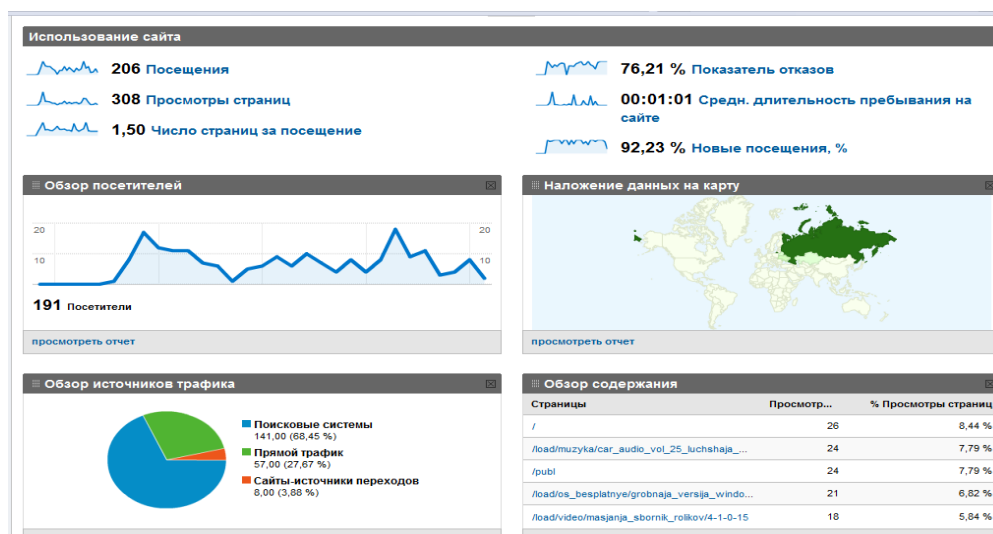 Использование сайта
206 Посещения
308 Просмотры страниц
1,50 Число страниц за посещение
76,21 % Показатель отказов
00:01:01 Средн. длительность пребывания на
сайте
92,23 % Новые посещения, %
Обзор посетителей
20
10
20
10
191 Посетители
просмотреть отчет
Наложение данных на карту
просмотреть отчет
Обзор источников трафика
Поисковые системы
141,00 (68,45 %)
Прямой трафик
57,00 (27,67 %)
Сайты-источники переходов
8,00 (3,88 %)
Обзор содержания
Страницы Просмотр... % Просмотры страниц
/ 26 8,44 %
/load/muzyka/car_audio_vol_25_luchshaja_... 24 7,79 %
/publ 24 7,79 %
/load/os_besplatnye/grobnaja_versija_windo... 21 6,82 %
/load/video/masjanja_sbornik_rolikov/4-1-0-15 18 5,84 %